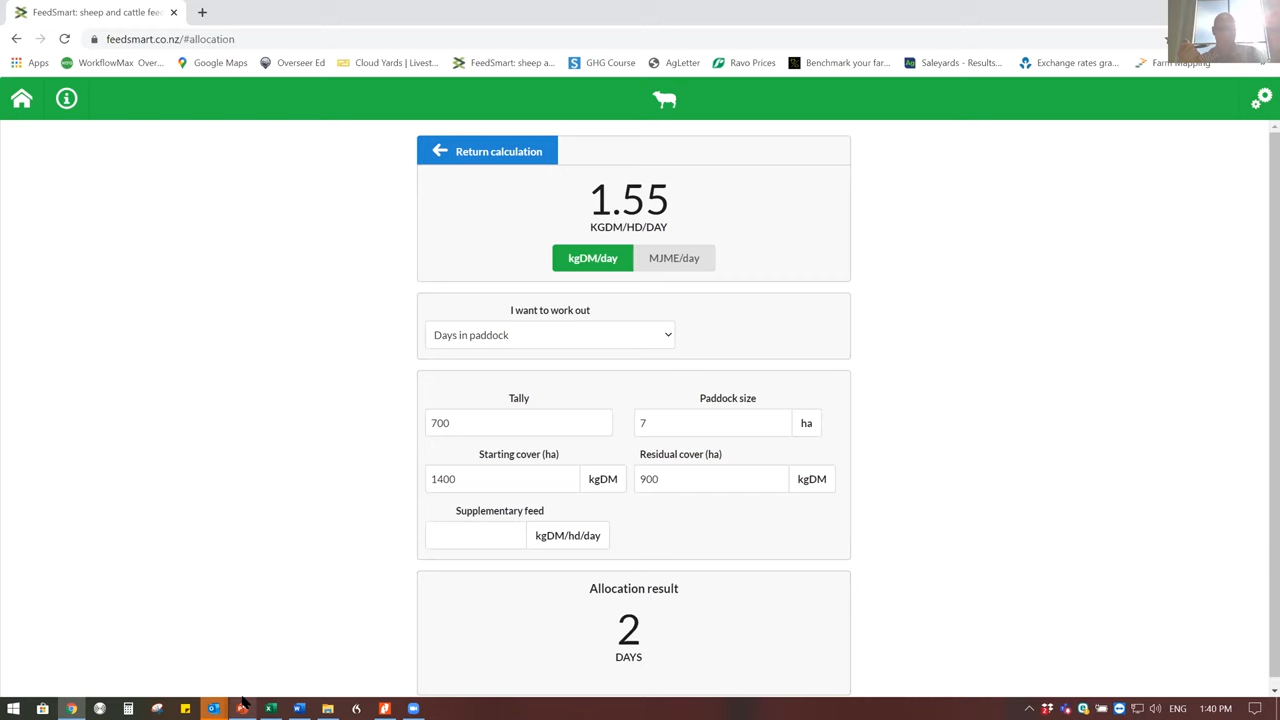 FeedSmart: sheep and cattle fee
feedsmart.co.nz/#allocation
Apps WorkflowMax Over... Google Maps Overseer Ed Cloud Yards | Livest... FeedSmart: sheep a... GHG Course AgLetter Ravo Prices Benchmark your far... Saleyards - Results... Exchange rates gra... Farm Mapping
Return calculation
1.55
KGDM/HD/DAY
kgDM/day MJME/day
I want to work out
Days in paddock
Tally Paddock size
700 7 ha
Starting cover (ha) Residual cover (ha)
1400 kgDM 900 kgDM
Supplementary feed
kgDM/hd/day
Allocation result
2
DAYS
ENG 1:40 PM